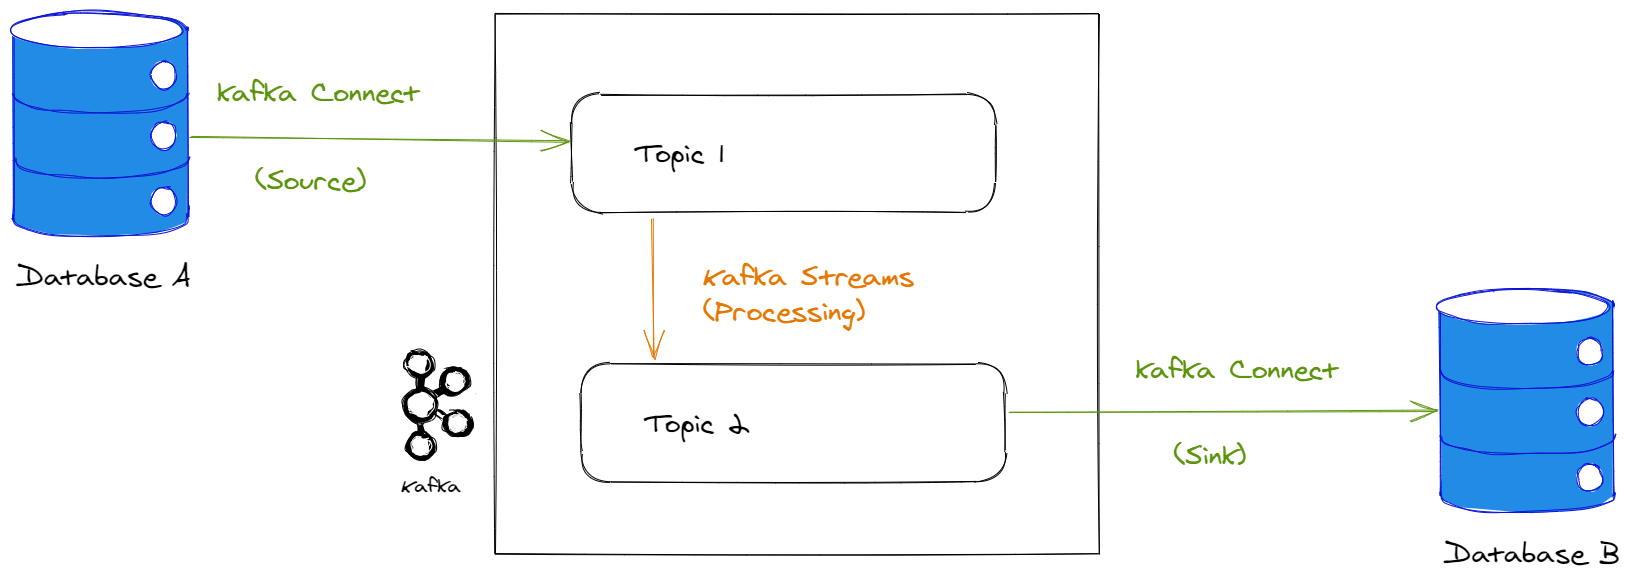 Kafka Connect
(Source)
Database A
Topic 1
Kafka Streams
(Processing)
Topic 2
Kafka
Kafka Connect
(Sink)
Database B